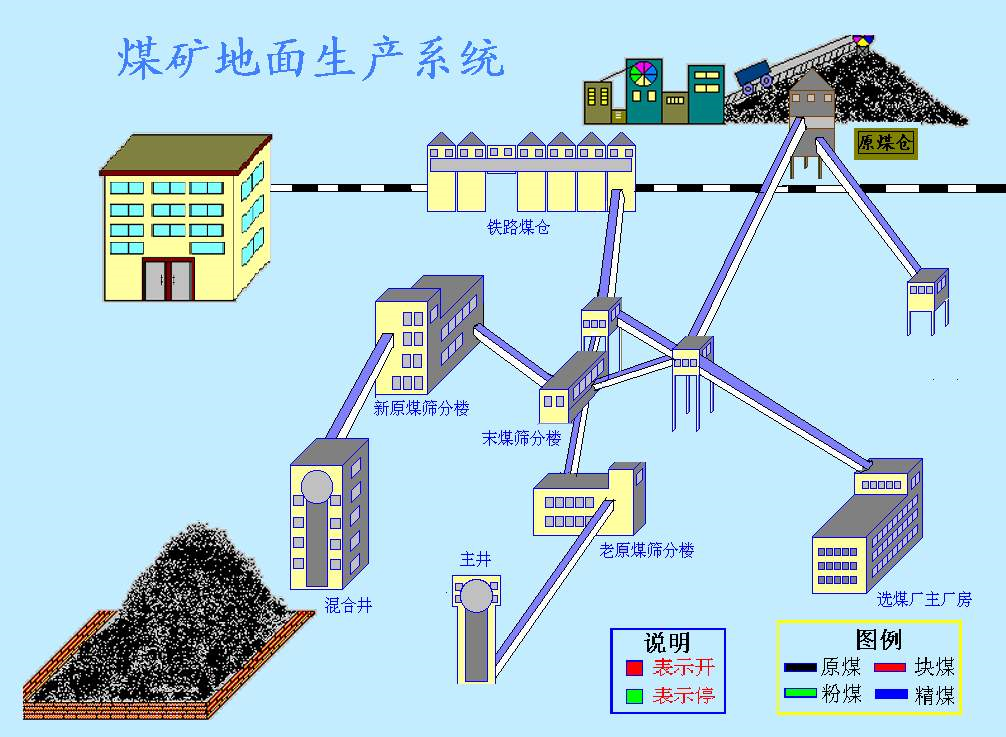 煤矿地面生产系统
原煤仓
铁路煤仓
新原煤筛分楼
末煤筛分楼
老原煤筛分楼
主井
混合井
选煤厂主厂房
说明
表示开
表示停
图例
原煤 块煤
粉煤 精煤